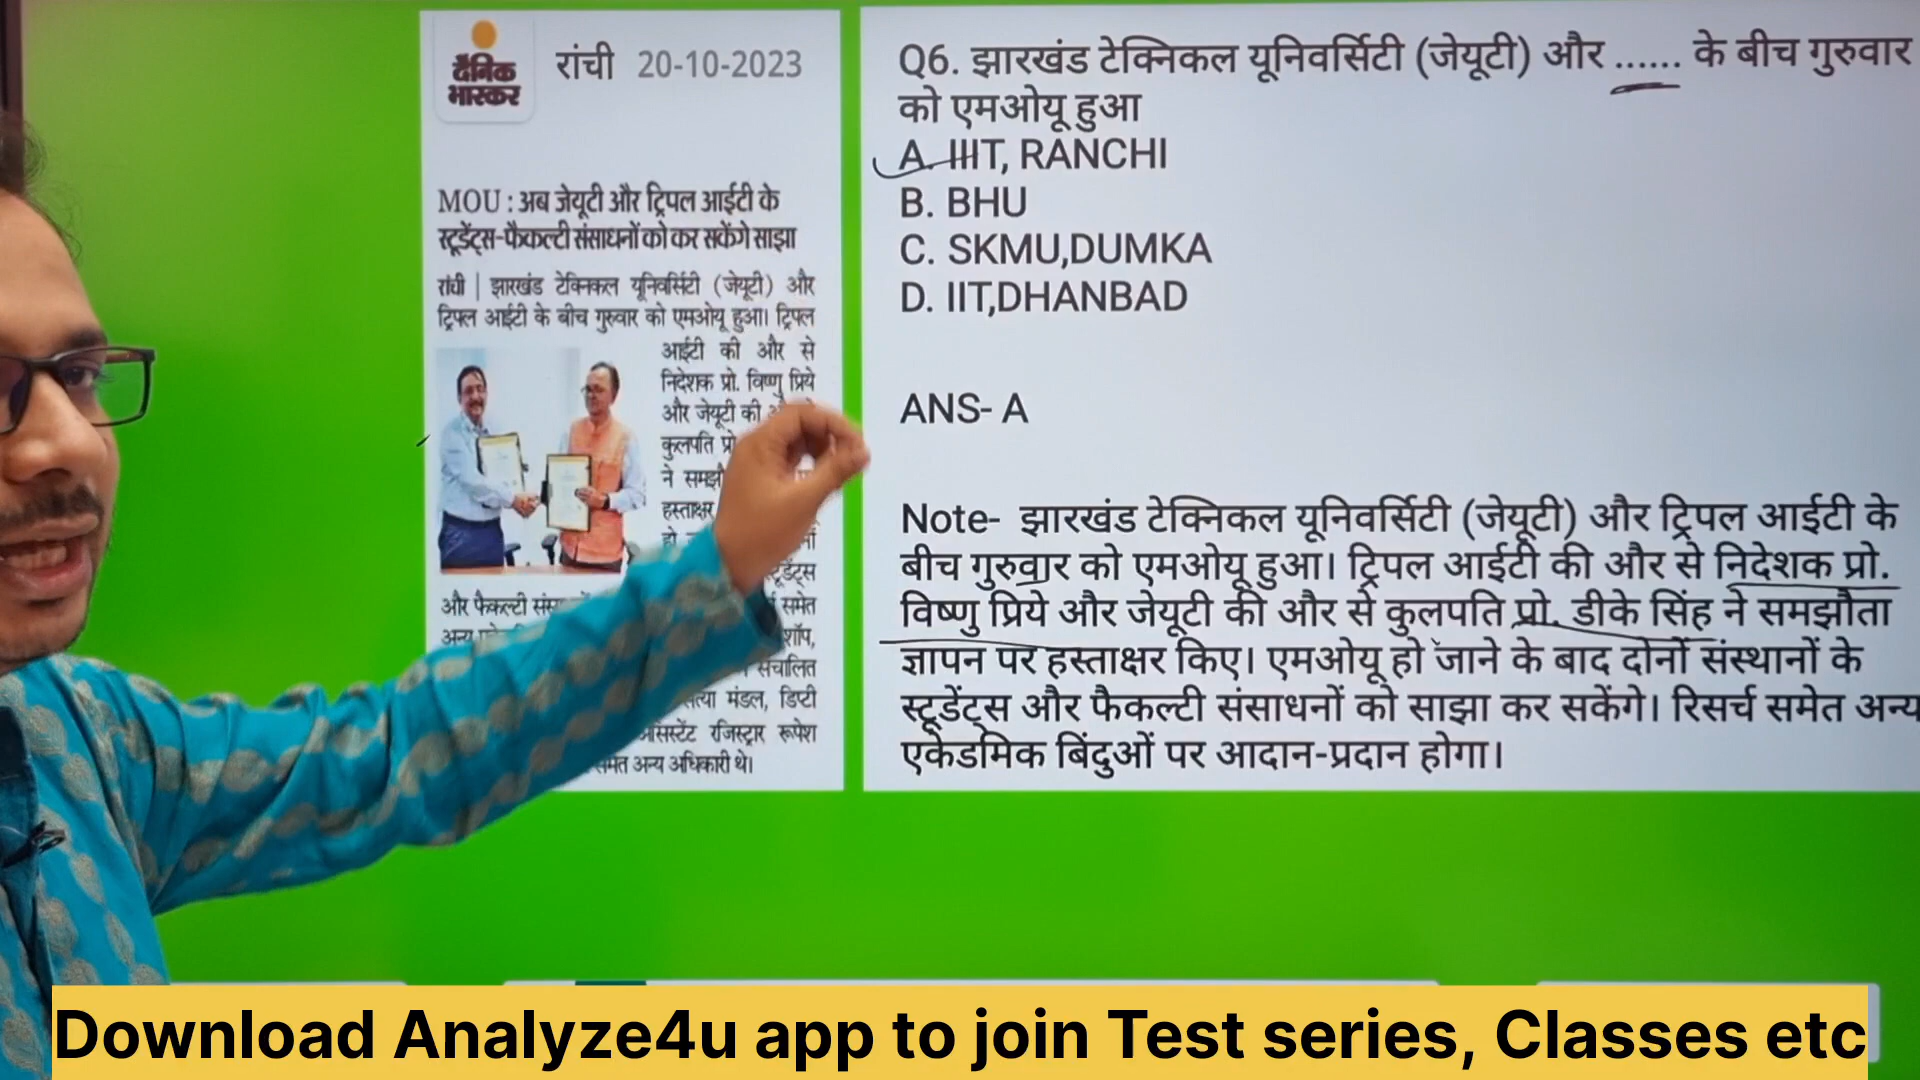 दैनिक
भास्कर
रांची 20-10-2023
MOU : अब जेयूटी और ट्रिपल आईटी के
स्टूडेंट्स-फैकल्टी संसाधनों को कर सकेंगे साझा
रांची | झारखंड टेक्निकल यूनिवर्सिटी (जेयूटी) और
ट्रिपल आईटी के बीच गुरुवार को एमओयू हुआ। ट्रिपल
आईटी की और से
निदेशक प्रो. विष्णु प्रिये
और जेयूटी की
कुलपति प्रो
ने समझौ
हस्ताक्षर
स्टूडेंट्स
और फैकल्टी समेत
अन्य
संचालित
मंडल, डिप्टी
रजिस्ट्रार रूपेश
समेत अन्य अधिकारी थे।
Q6. झारखंड टेक्निकल यूनिवर्सिटी (जेयूटी) और ...... के बीच गुरुवार
को एमओयू हुआ
A. IIIT, RANCHI
B. BHU
C. SKMU,DUMKA
D. IIT,DHANBAD
ANS- A
Note- झारखंड टेक्निकल यूनिवर्सिटी (जेयूटी) और ट्रिपल आईटी के
बीच गुरुवार को एमओयू हुआ। ट्रिपल आईटी की और से निदेशक प्रो.
विष्णु प्रिये और जेयूटी की और से कुलपति प्रो. डीके सिंह ने समझौता
ज्ञापन पर हस्ताक्षर किए। एमओयू हो जाने के बाद दोनों संस्थानों के
स्टूडेंट्स और फैकल्टी संसाधनों को साझा कर सकेंगे। रिसर्च समेत अन्य
एकेडमिक बिंदुओं पर आदान-प्रदान होगा।
Download Analyze4u app to join Test series, Classes etc